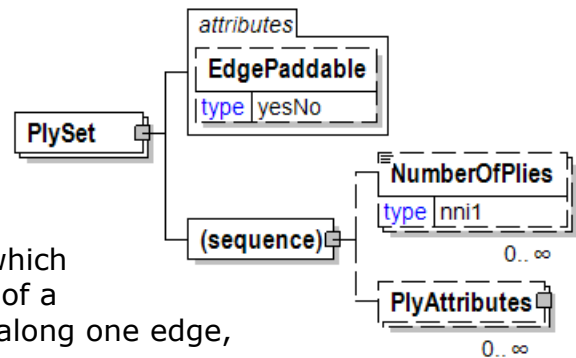 attributes
EdgePaddable
type yesNo
PlySet
(sequence)
NumberOfPlies
type nni1
0.. ∞
PlyAttributes
0.. ∞
which
of a
along one edge,